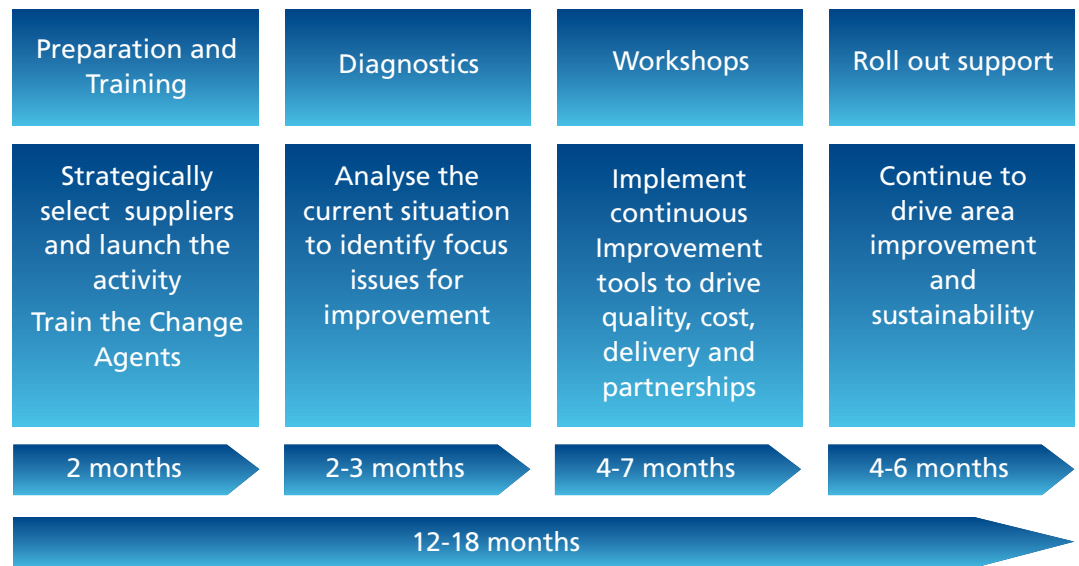 Preparation and
Training
Diagnostics
Workshops
Roll out support
Strategically
select suppliers
and launch the
activity
Train the Change
Agents
Analyse the
current situation
to identify focus
issues for
improvement
Implement
continuous
Improvement
tools to drive
quality, cost,
delivery and
partnerships
Continue to
drive area
improvement
and
sustainability
2 months
2-3 months
4-7 months
4-6 months
12-18 months